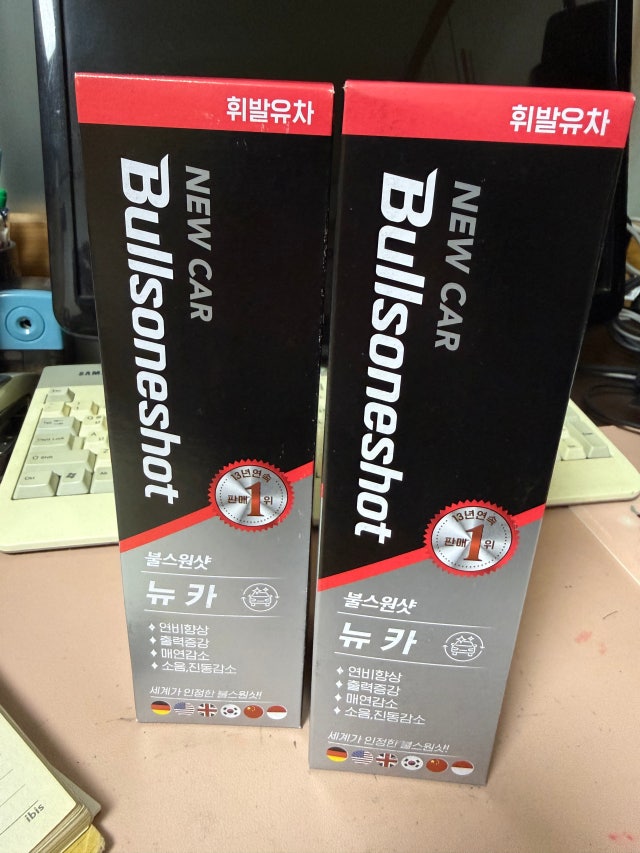 휘발유차
NEW CAR
Bullsoneshot
13년연속
판매 1위
불스원샷
뉴 카
연비향상
출력증강
매연감소
소음,진동감소
세계가 인정한 불스원샷!
휘발유차
NEW CAR
Bullsoneshot
13년연속
판매 1위
불스원샷
뉴 카
연비향상
출력증강
매연감소
소음,진동감소
세계가 인정한 불스원샷!
Caps Lock
Shift
Ctrl
Alt
ibis